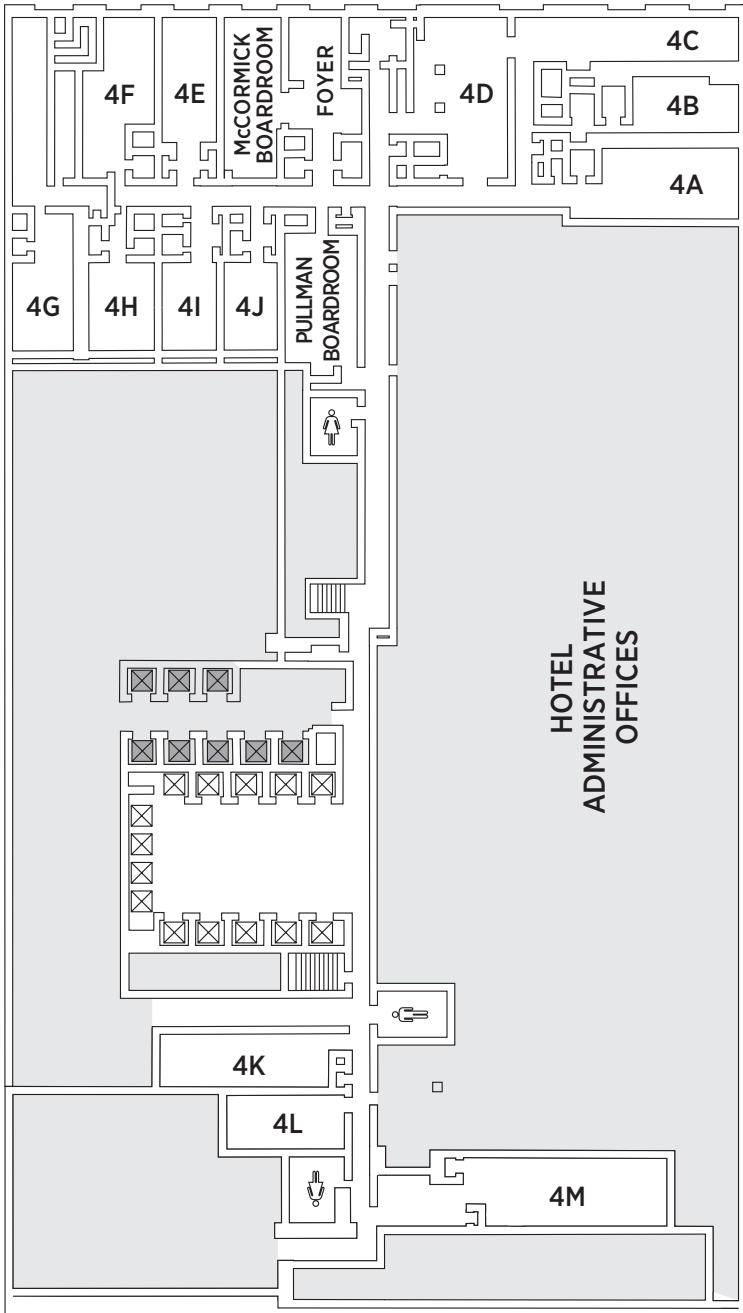 4C
4F
4E
McCORMICK
BOARDROOM
FOYER
4D
4B
4A
4G
4H
4I
4J
PULLMAN
BOARDROOM
HOTEL
ADMINISTRATIVE
OFFICES
4K
4L
4M